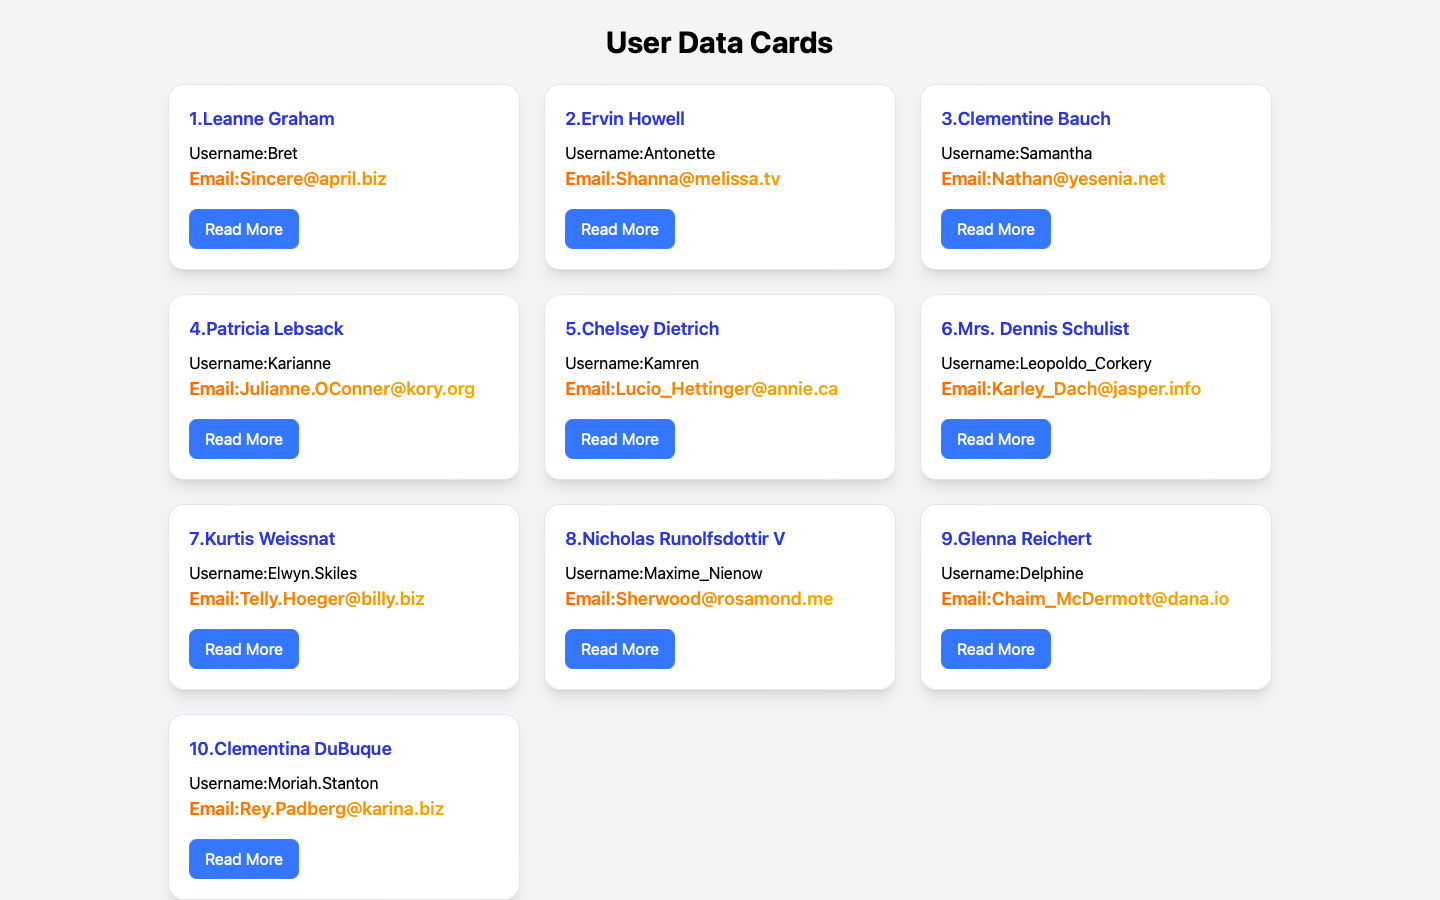 User Data Cards
1.Leanne Graham
Username:Bret
Email:Sincere@april.biz
Read More
2.Ervin Howell
Username:Antonette
Email:Shanna@melissa.tv
Read More
3.Clementine Bauch
Username:Samantha
Email:Nathan@yesenia.net
Read More
4.Patricia Lebsack
Username:Karianne
Email:Julianne.OConner@kory.org
Read More
5.Chelsey Dietrich
Username:Kamren
Email:Lucio_Hettinger@annie.ca
Read More
6.Mrs. Dennis Schulist
Username:Leopoldo_Corkery
Email:Karley_Dach@jasper.info
Read More
7.Kurtis Weissnat
Username:Elwyn.Skiles
Email:Telly.Hoeger@billy.biz
Read More
8.Nicholas Runolfsdottir V
Username:Maxime_Nienow
Email:Sherwood@rosamond.me
Read More
9.Glenna Reichert
Username:Delphine
Email:Chaim_McDermott@dana.io
Read More
10.Clementina DuBuque
Username:Moriah.Stanton
Email:Rey.Padberg@karina.biz
Read More